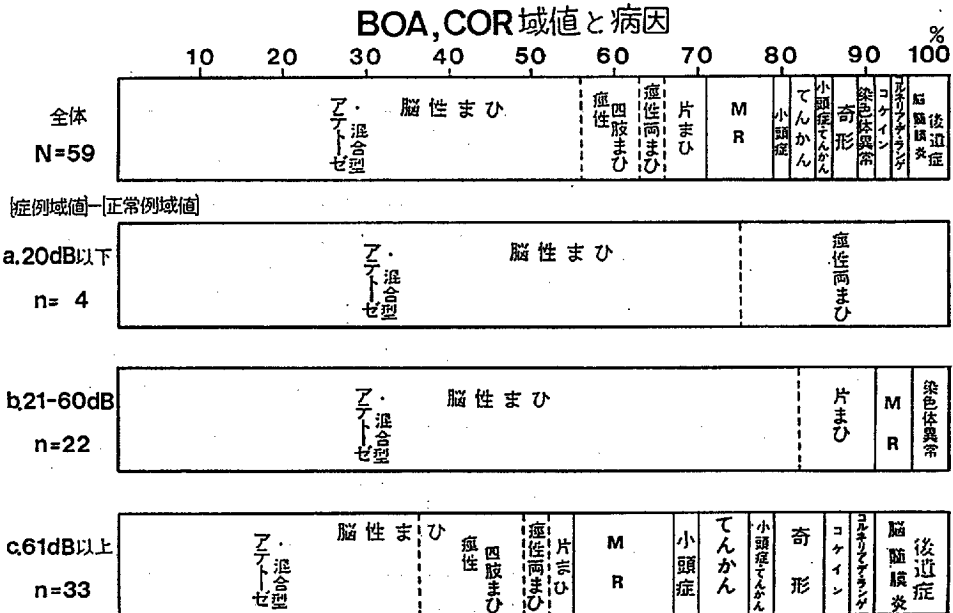 BOA,COR域値と病因
%
10 20 30 40 50 60 70 80 90 100
全体
N=59
脳性まひ
アテトーゼ・混合型
痙性四肢まひ
痙性両まひ
片まひ
MR
小頭症
てんかん
小頭症てんかん
奇形
染色体異常
コケイン
コルネリア・デ・ランゲ
脳髄膜炎後遺症
[症例域値]ー[正常例域値]
a.20dB以下
n= 4
脳性まひ
アテトーゼ・混合型
痙性両まひ
b.21-60dB
n=22
脳性まひ
アテトーゼ・混合型
片まひ
MR
染色体異常
c.61dB以上
n=33
脳性まひ
アテトーゼ・混合型
痙性四肢まひ
痙性両まひ
片まひ
MR
小頭症
てんかん
小頭症てんかん
奇形
コケイン
コルネリア・デ・ランゲ
脳髄膜炎後遺症